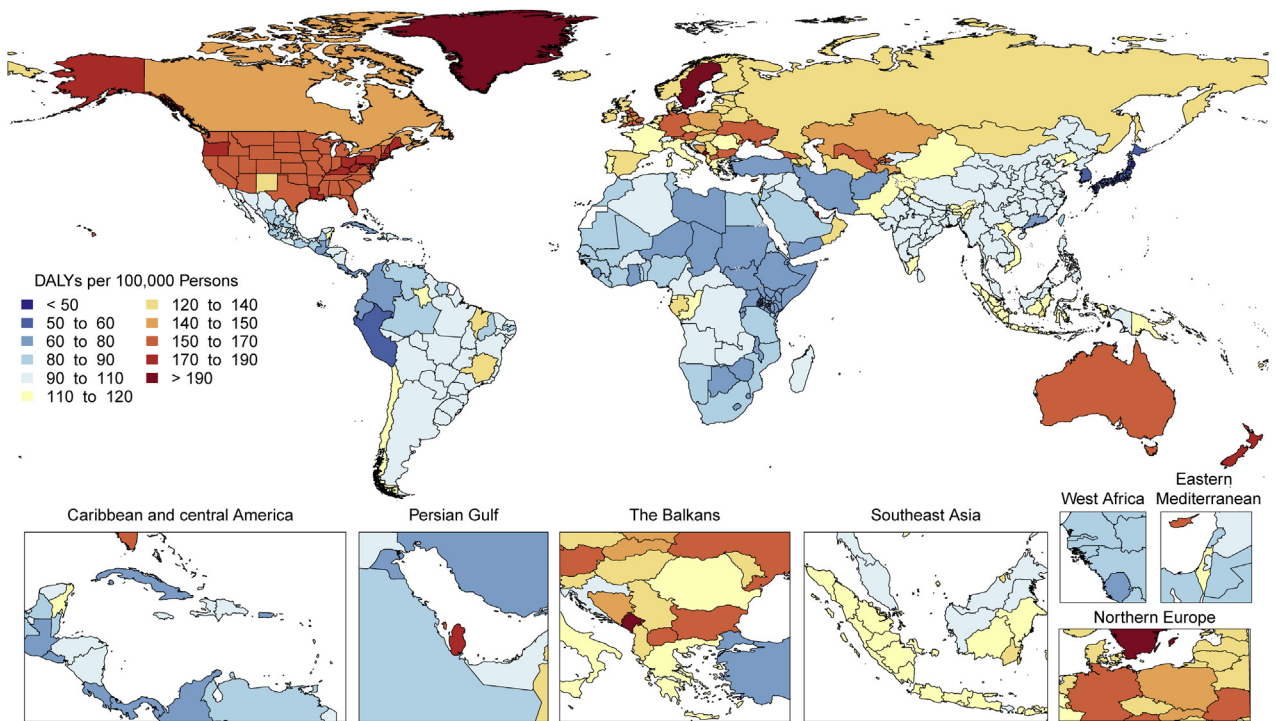 DALYs per 100,000 Persons
< 50
50 to 60
60 to 80
80 to 90
90 to 110
110 to 120
120 to 140
140 to 150
150 to 170
170 to 190
> 190
Caribbean and central America
Persian Gulf
The Balkans
Southeast Asia
West Africa
Eastern
Mediterranean
Northern Europe